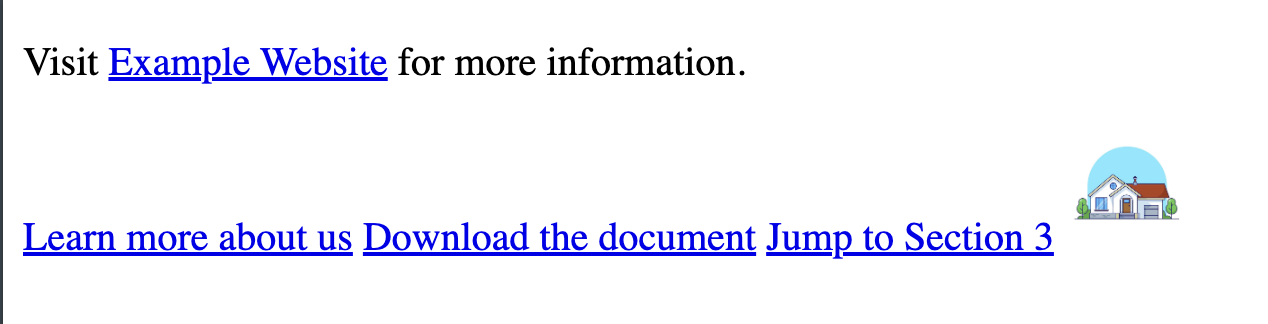 Visit Example Website for more information.
Learn more about us Download the document Jump to Section 3